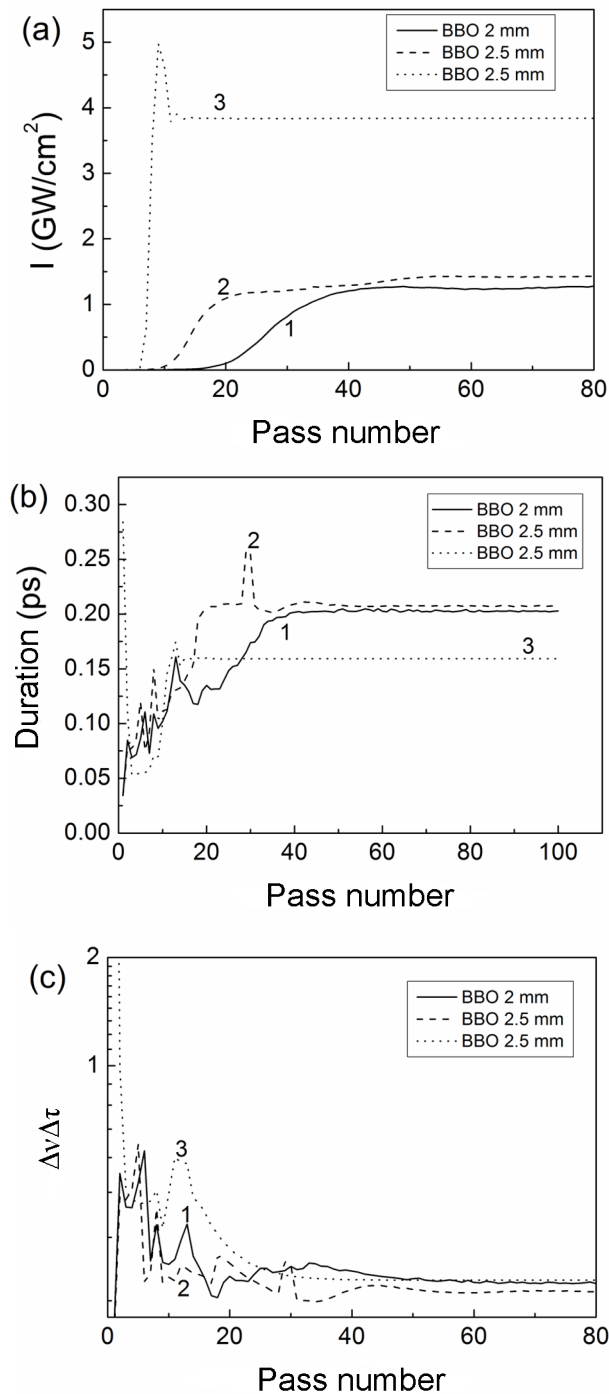 (a)
I (GW/cm²)
5
4
3
2
1
0
BBO 2 mm
BBO 2.5 mm
BBO 2.5 mm
3
2
1
0 20 40 60 80
Pass number
(b)
Duration (ps)
0.30
0.25
0.20
0.15
0.10
0.05
0.00
BBO 2 mm
BBO 2.5 mm
BBO 2.5 mm
2
1
3
0 20 40 60 80 100
Pass number
(c)
ΔνΔτ
2
1
BBO 2 mm
BBO 2.5 mm
BBO 2.5 mm
3
1
2
0 20 40 60 80
Pass number